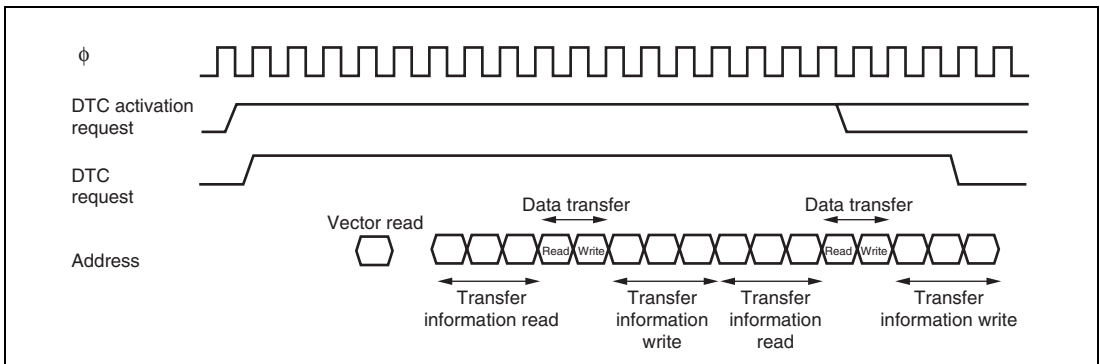 ϕ
DTC activation
request
DTC
request
Data transfer
Data transfer
Vector read
Address
Read
Write
Read
Write
Transfer
information read
Transfer
information
write
Transfer
information
read
Transfer
information write